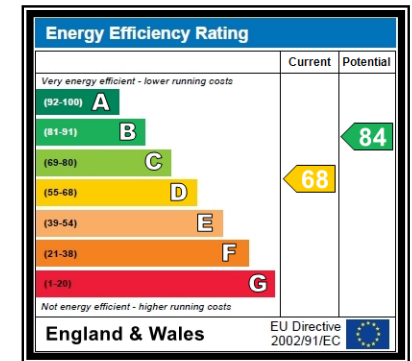 Energy Efficiency Rating
Current Potential
Very energy efficient - lower running costs
(92-100) A
(81-91) B
84
(69-80) C
(55-68) D
68
(39-54) E
(21-38) F
(1-20) G
Not energy efficient - higher running costs
England & Wales
EU Directive
2002/91/EC